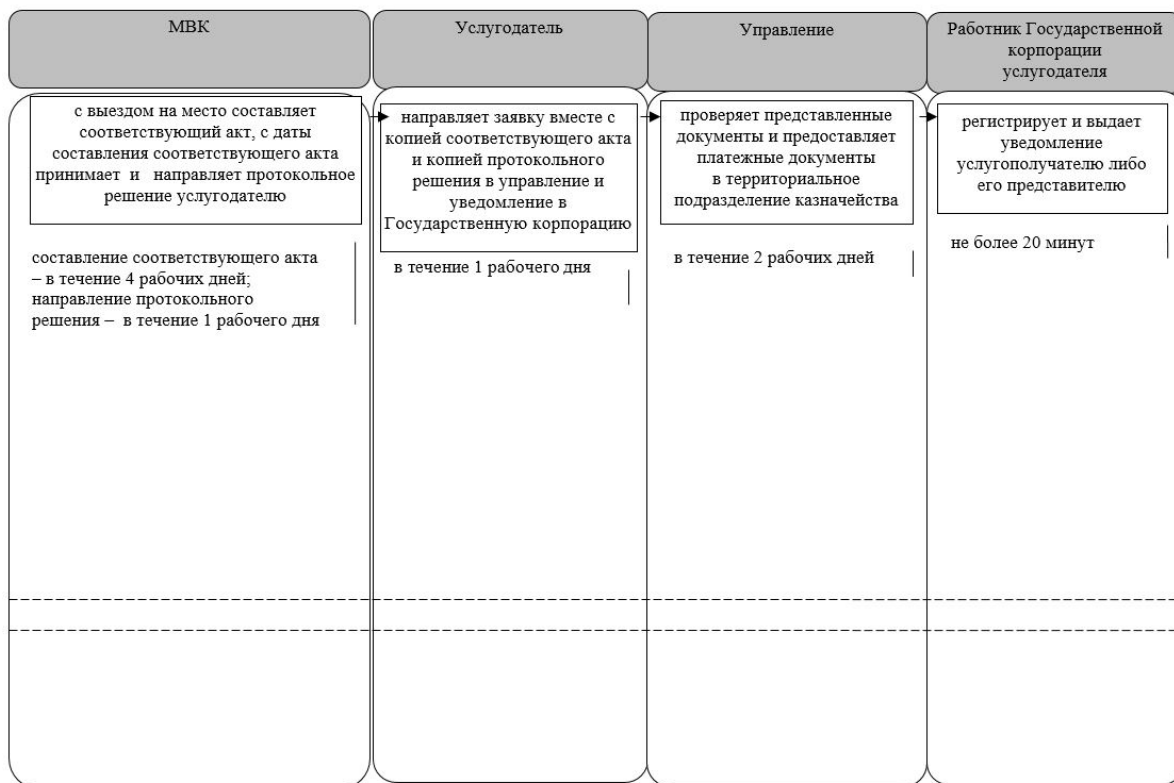 МВК
с выездом на место составляет
соответствующий акт, с даты
составления соответствующего акта
принимает и направляет протокольное
решение услугодателю
составление соответствующего акта
– в течение 4 рабочих дней;
направление протокольного
решения – в течение 1 рабочего дня
Услугодатель
направляет заявку вместе с
копией соответствующего акта
и копией протокольного
решения в управление и
уведомление в
Государственную корпорацию
в течение 1 рабочего дня
Управление
проверяет представленные
документы и предоставляет
платежные документы
в территориальное
подразделение казначейства
в течение 2 рабочих дней
Работник Государственной
корпорации
услугодателя
регистрирует и выдает
уведомление
услугополучателю либо
его представителю
не более 20 минут